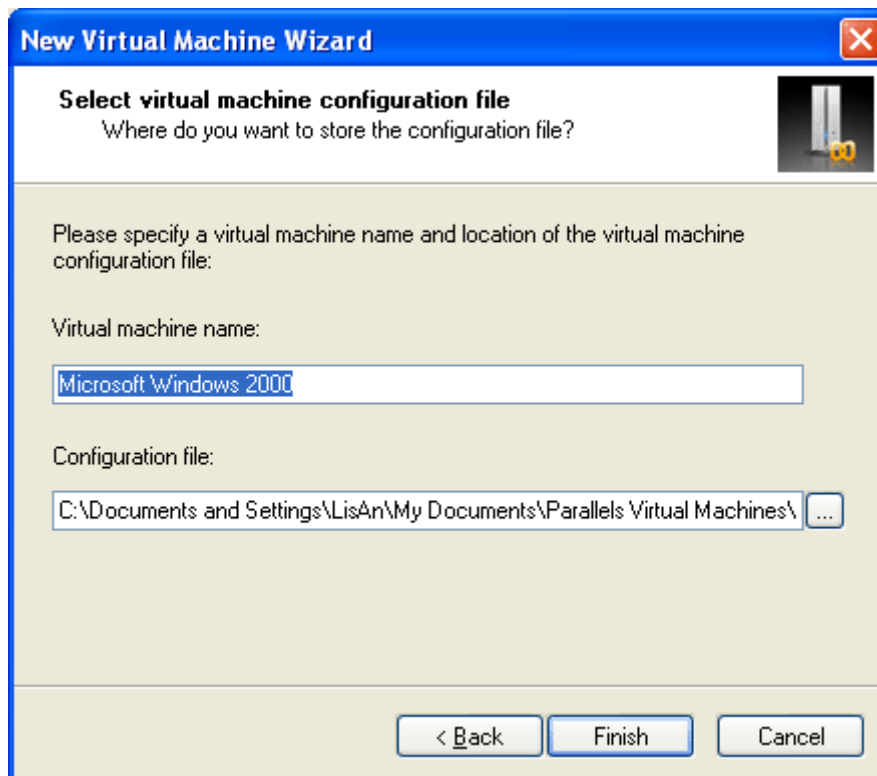 New Virtual Machine Wizard
Select virtual machine configuration file
Where do you want to store the configuration file?
Please specify a virtual machine name and location of the virtual machine
configuration file:
Virtual machine name:
Microsoft Windows 2000
Configuration file:
C:\Documents and Settings\LisAn\My Documents\Parallels Virtual Machines\
...
< Back
Finish
Cancel